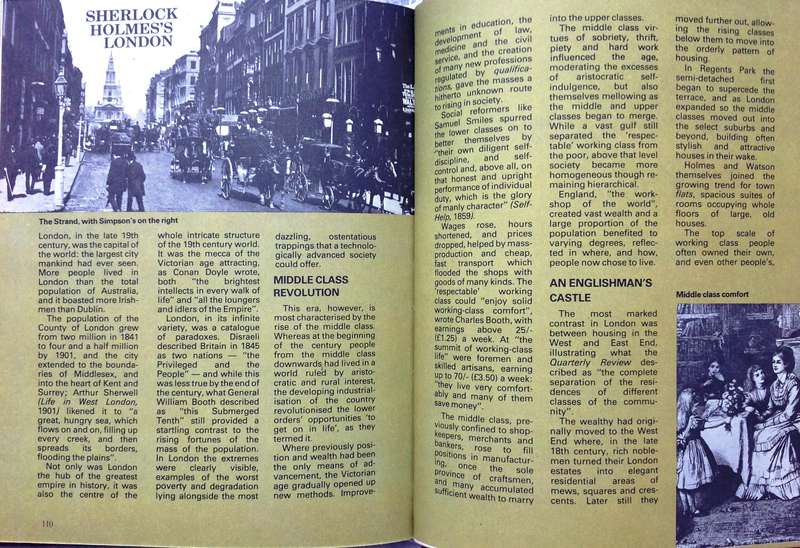 SHERLOCK
HOLMES'S
LONDON
The Strand, with Simpson's on the right
London, in the late 19th
century, was the capital of
the world: the largest city
mankind had ever seen.
More people lived in
London than the total
population of Australia,
and it boasted more Irish-
men than Dublin.
The population of the
County of London grew
from two million in 1841
to four and a half million
by 1901, and the city
extended to the bounda-
ries of Middlesex, and
into the heart of Kent and
Surrey; Arthur Sherwell
(Life in West London,
1901) likened it to "a
great, hungry sea, which
flows on and on, filling up
every creek, and then
spreads its borders,
flooding the plains".
Not only was London
the hub of the greatest
empire in history, it was
also the centre of the
whole intricate structure
of the 19th century world.
It was the mecca of the
Victorian age attracting,
as Conan Doyle wrote,
both "the brightest
intellects in every walk of
life" and "all the loungers
and idlers of the Empire".
London, in its infinite
variety, was a catalogue
of paradoxes. Disraeli
described Britain in 1845
as two nations — "the
Privileged and the
People" — and while this
was less true by the end of
the century, what General
William Booth described
as "this Submerged
Tenth" still provided a
startling contrast to the
rising fortunes of the
mass of the population.
In London the extremes
were clearly visible,
examples of the worst
poverty and degradation
lying alongside the most
dazzling, ostentatious
trappings that a technolo-
gically advanced society
could offer.
MIDDLE CLASS
REVOLUTION
This era, however, is
most characterised by the
rise of the middle class.
Whereas at the beginning
of the century people
from the middle class
downwards had lived in a
world ruled by aristo-
cratic and rural interest,
the developing industrial-
isation of the country
revolutionised the lower
orders' opportunities 'to
get on in life', as they
termed it.
Where previously posi-
tion and wealth had been
the only means of ad-
vancement, the Victorian
age gradually opened up
new methods. Improve-
110
ments in education, the
development of law,
medicine and the civil
service, and the creation
of many new professions
regulated by qualifica-
tions, gave the masses a
hitherto unknown route
to rising in society.
Social reformers like
Samuel Smiles spurred
the lower classes on to
better themselves by
"their own diligent self-
discipline, and self-
control and, above all, on
that honest and upright
performance of individual
duty, which is the glory
of manly character" (Self-
Help, 1859).
Wages rose, hours
shortened, and prices
dropped, helped by mass-
production and cheap,
fast transport which
flooded the shops with
goods of many kinds. The
'respectable' working
class could "enjoy solid
working-class comfort",
wrote Charles Booth, with
earnings above 25/-
(£1.25) a week. At "the
summit of working-class
life" were foremen and
skilled artisans, earning
up to 70/- (£3.50) a week:
"they live very comfort-
ably and many of them
save money".
The middle class, pre-
viously confined to shop-
keepers, merchants and
bankers, rose to fill
positions in manufactur-
ing, once the sole
province of craftsmen,
and many accumulated
sufficient wealth to marry
into the upper classes.
The middle class vir-
tues of sobriety, thrift,
piety and hard work
influenced the age,
moderating the excesses
of aristocratic self-
indulgence, but also
themselves mellowing as
the middle and upper
classes began to merge.
While a vast gulf still
separated the 'respec-
table' working class from
the poor, above that level
society became more
homogeneous though re-
maining hierarchical.
England, "the work-
shop of the world",
created vast wealth and a
large proportion of the
population benefited to
varying degrees, reflec-
ted in where, and how,
people now chose to live.
AN ENGLISHMAN'S
CASTLE
The most marked
contrast in London was
between housing in the
West and East End,
illustrating what the
Quarterly Review des-
cribed as "the complete
separation of the resi-
dences of different
classes of the commu-
nity".
The wealthy had orig-
inally moved to the West
End where, in the late
18th century, rich noble-
men turned their London
estates into elegant
residential areas of
mews, squares and cres-
cents. Later still they
moved further out, allow-
ing the rising classes
below them to move into
the orderly pattern of
housing.
In Regents Park the
semi-detached first
began to supercede the
terrace, and as London
expanded so the middle
classes moved out into
the select suburbs and
beyond, building often
stylish and attractive
houses in their wake.
Holmes and Watson
themselves joined the
growing trend for town
flats, spacious suites of
rooms occupying whole
floors of large, old
houses.
The top scale of
working class people
often owned their own,
and even other people's,
Middle class comfort